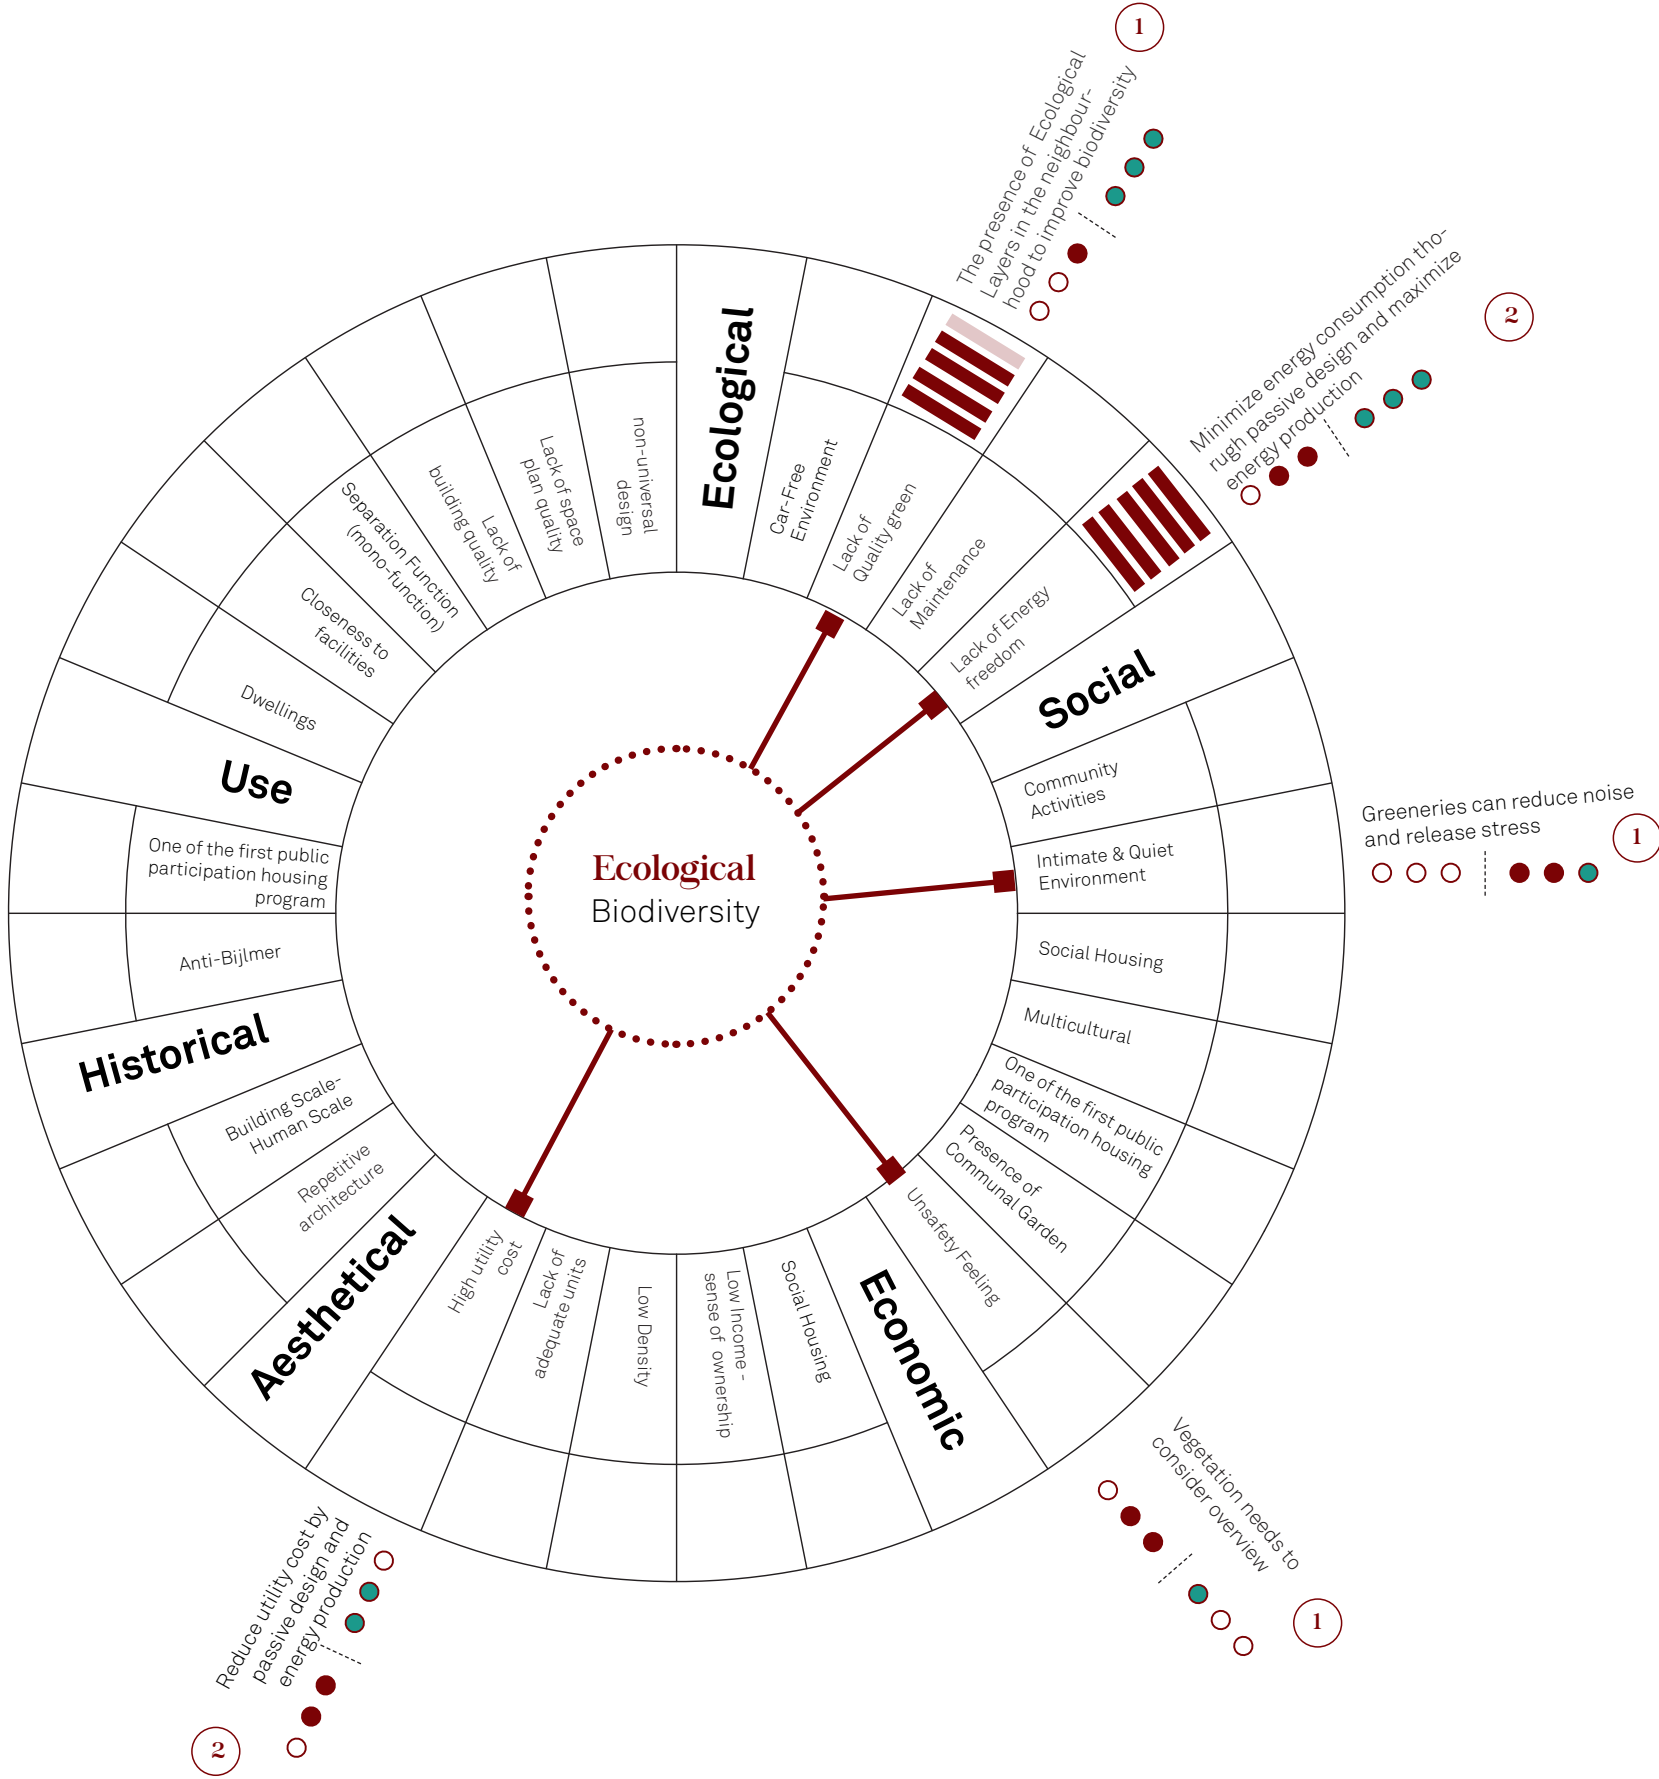 Ecological
Biodiversity
Ecological
Car-Free
Environment
Lack of
Quality green
Lack of
Maintenance
Lack of Energy
freedom
Social
Community
Activities
Intimate & Quiet
Environment
Social Housing
Multicultural
One of the first public
participation housing
program
Presence of
Communal Garden
Unsafety Feeling
Economic
Social Housing
Low Income -
sense of ownership
Low Density
Lack of
adequate units
High utility
cost
Aesthetical
Repetitive
architecture
Building Scale-
Human Scale
Historical
Anti-Bijlmer
One of the first public
participation housing
program
Use
Dwellings
Closeness to
facilities
Separation Function
(mono-function)
Lack of
building quality
Lack of space
plan quality
non-universal
design
The presence of Ecological
Layers in the neighbour-
hood to improve biodiversity
1
Minimize energy consumption tho-
rugh passive design and maximize
energy production
2
Greeneries can reduce noise
and release stress
1
Vegetation needs to
consider overview
1
Reduce utility cost by
passive design and
energy production
2